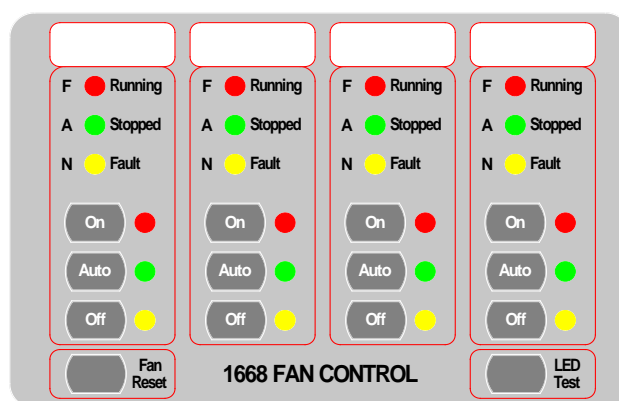 F Running F Running F Running F Running
A Stopped A Stopped A Stopped A Stopped
N Fault N Fault N Fault N Fault
On On On On
Auto Auto Auto Auto
Off Off Off Off
Fan Reset
1668 FAN CONTROL
LED Test